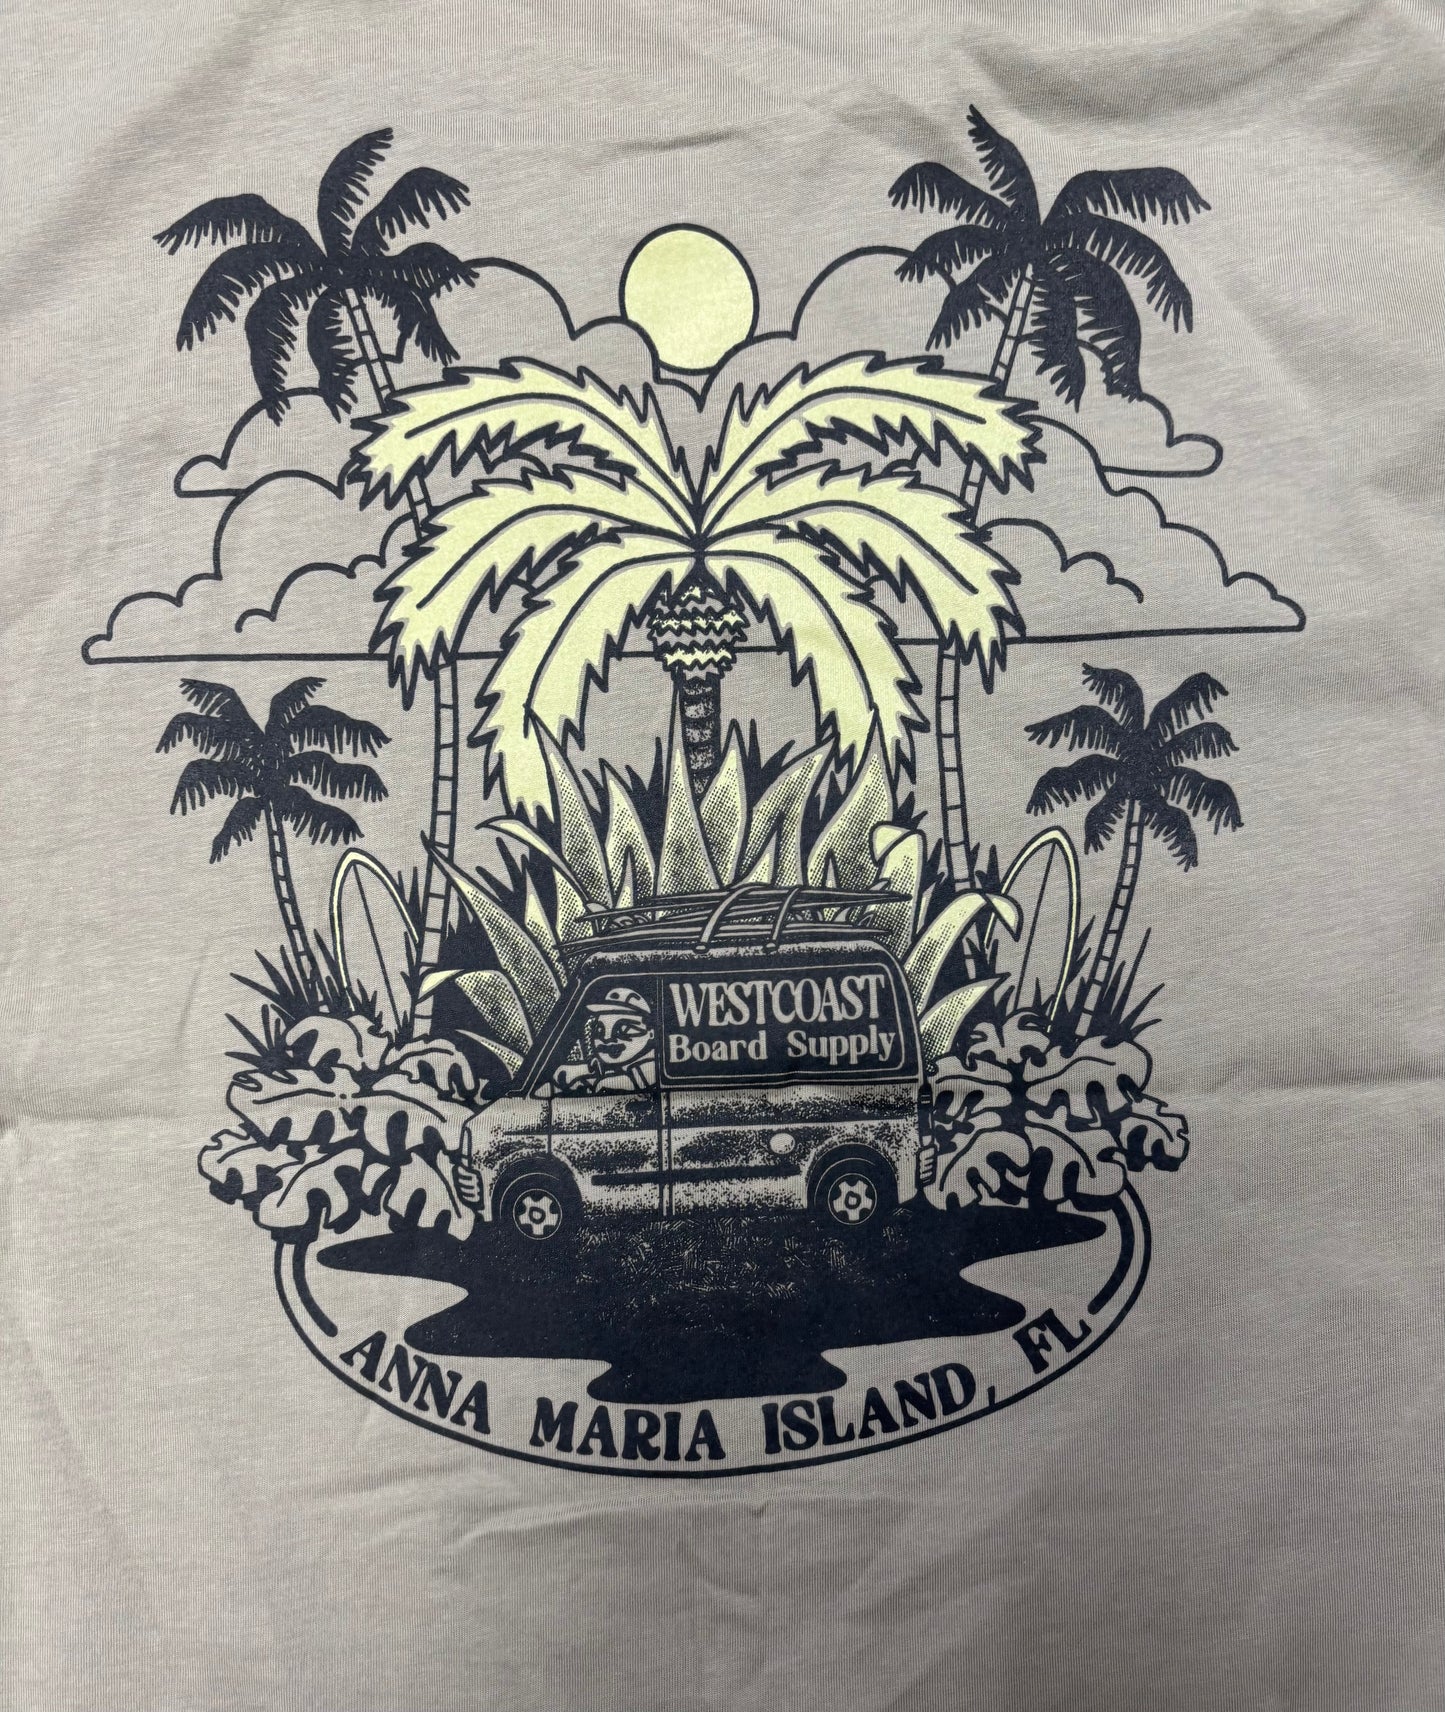 WESTCOAST
Board Supply
ANNA MARIA ISLAND, FL